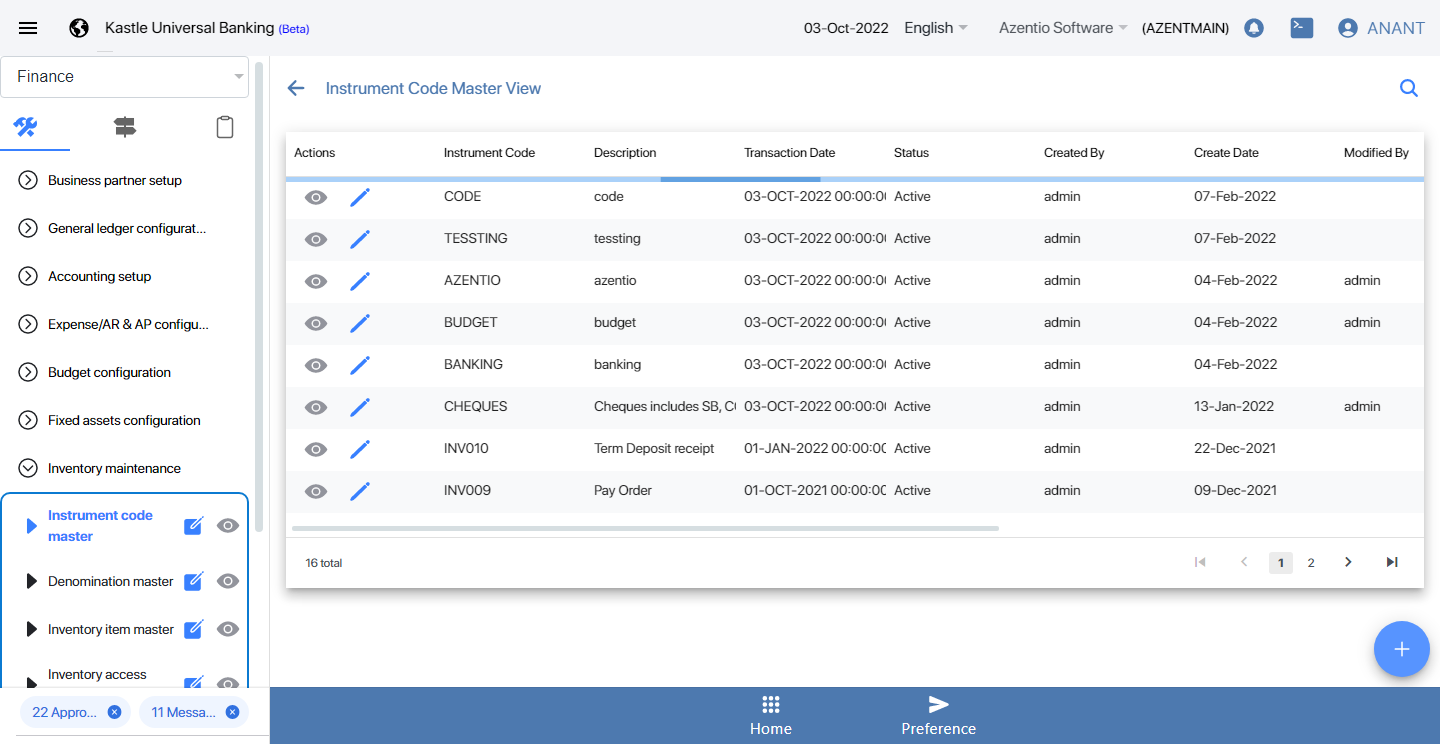 Kastle Universal Banking (Beta)
03-Oct-2022
English
Azentio Software
(AZENTMAIN)
ANANT
Finance
Business partner setup
General ledger configurat...
Accounting setup
Expense/AR & AP configu...
Budget configuration
Fixed assets configuration
Inventory maintenance
Instrument code
master
Denomination master
Inventory item master
Inventory access
22 Appro...
11 Messa...
Instrument Code Master View
Actions Instrument Code Description Transaction Date Status Created By Create Date Modified By
CODE code 03-OCT-2022 00:00:00 Active admin 07-Feb-2022
TESSTING tessting 03-OCT-2022 00:00:00 Active admin 07-Feb-2022
AZENTIO azentio 03-OCT-2022 00:00:00 Active admin 04-Feb-2022 admin
BUDGET budget 03-OCT-2022 00:00:00 Active admin 04-Feb-2022 admin
BANKING banking 03-OCT-2022 00:00:00 Active admin 04-Feb-2022
CHEQUES Cheques includes SB, 03-OCT-2022 00:00:00 Active admin 13-Jan-2022 admin
INV010 Term Deposit receipt 01-JAN-2022 00:00:00 Active admin 22-Dec-2021
INV009 Pay Order 01-OCT-2021 00:00:00 Active admin 09-Dec-2021
16 total
1 2
Home
Preference